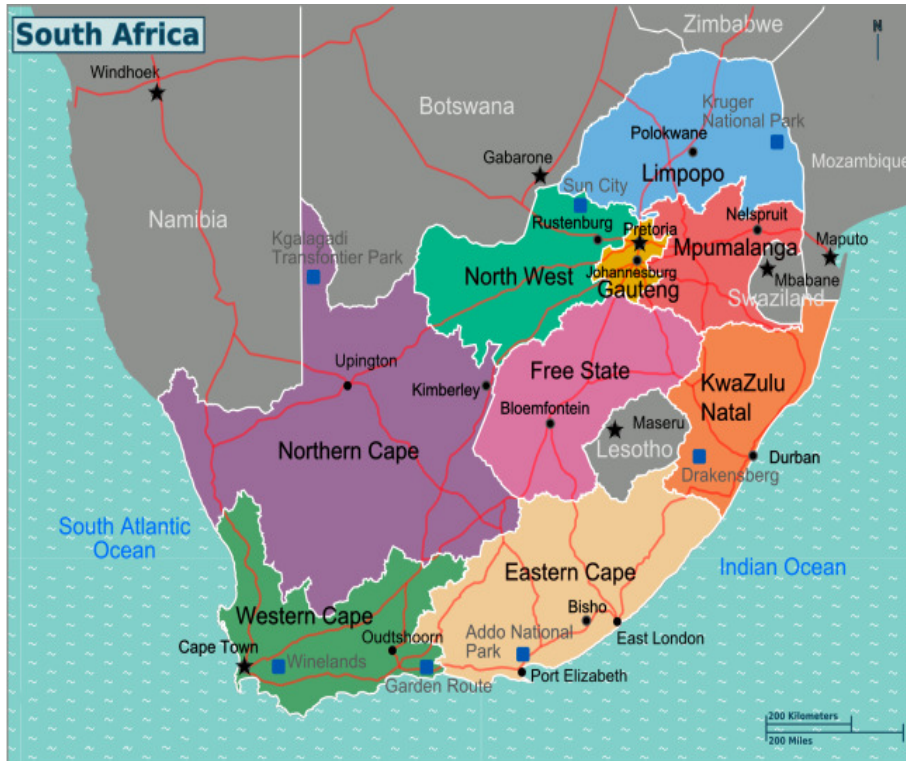 South Africa
Zimbabwe
N
Windhoek
Botswana
Kruger
National Park
Polokwane
Gabarone
Limpopo
Mozambique
Sun City
Namibia
Rustenburg
Pretoria
Nelspruit
Kgalagadi
Transfontier Park
Mpumalanga
Maputo
North West
Johannesburg
Mbabane
Gauteng
Swaziland
Upington
Kimberley
Free State
KwaZulu
Natal
Bloemfontein
Maseru
Northern Cape
Lesotho
Durban
Drakensberg
South Atlantic
Ocean
Indian Ocean
Eastern Cape
Western Cape
Bisho
Oudtshoorn
Addo National
Park
East London
Cape Town
Winelands
Garden Route
Port Elizabeth
200 Kilometers
200 Miles